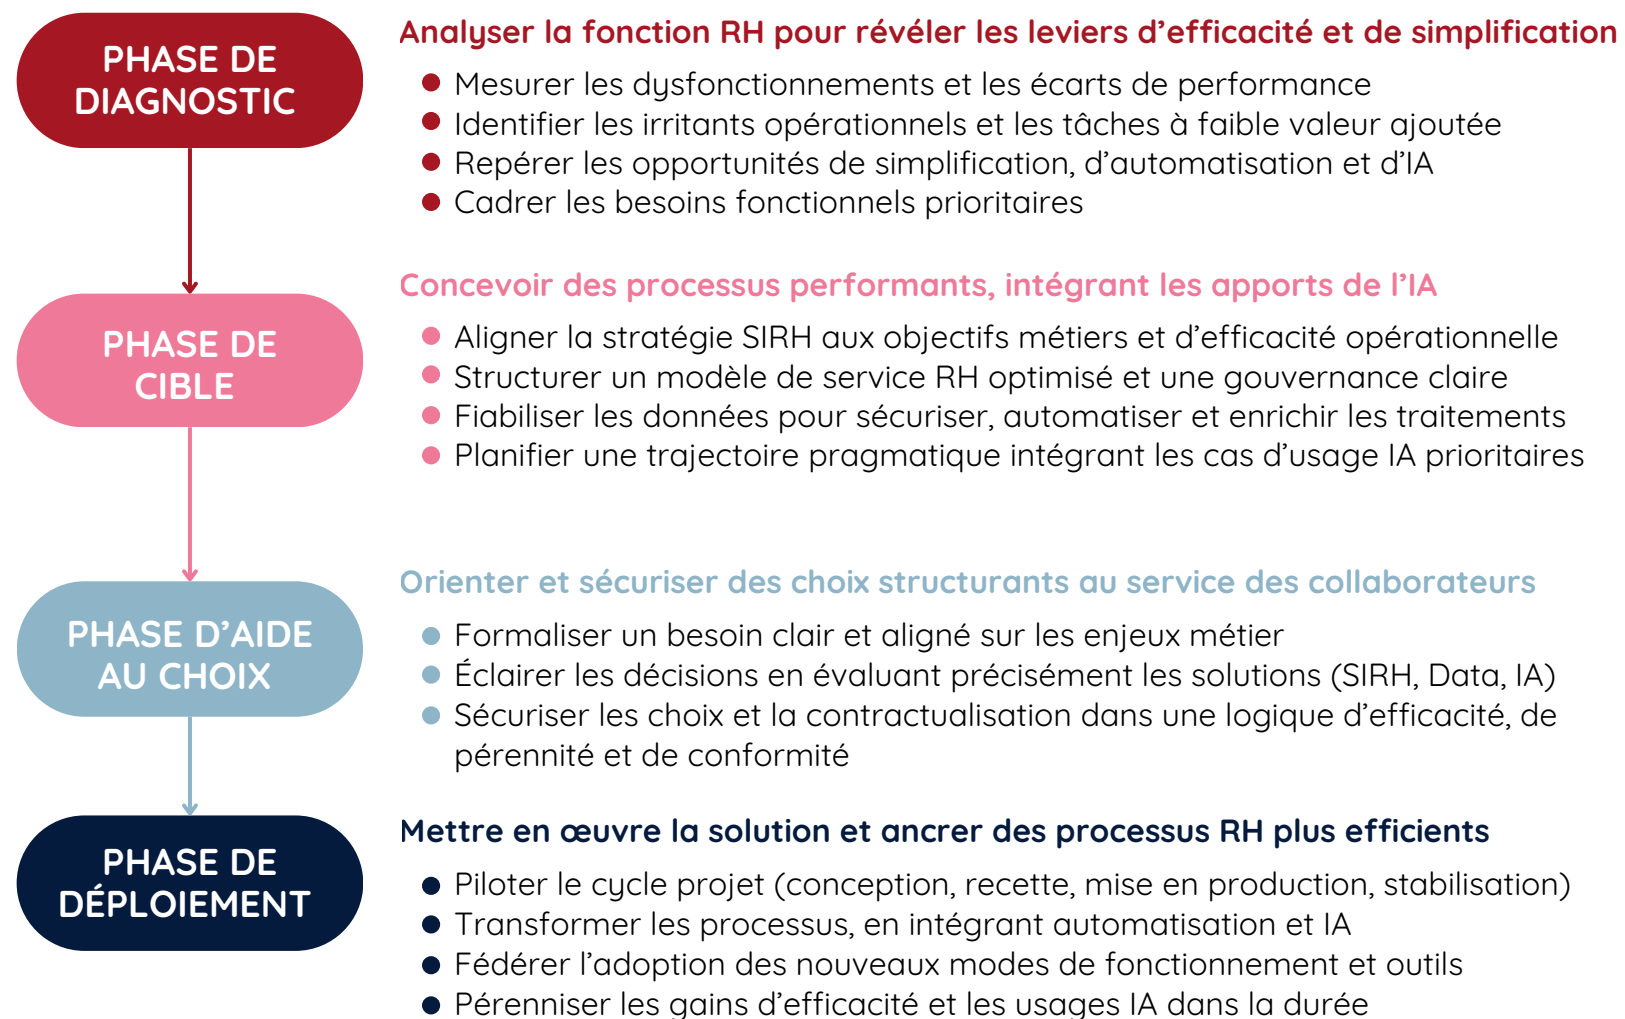 PHASE DE
DIAGNOSTIC
Analyser la fonction RH pour révéler les leviers d’efficacité et de simplification
Mesurer les dysfonctionnements et les écarts de performance
Identifier les irritants opérationnels et les tâches à faible valeur ajoutée
Repérer les opportunités de simplification, d’automatisation et d’IA
Cadrer les besoins fonctionnels prioritaires
PHASE DE
CIBLE
Concevoir des processus performants, intégrant les apports de l’IA
Aligner la stratégie SIRH aux objectifs métiers et d’efficacité opérationnelle
Structurer un modèle de service RH optimisé et une gouvernance claire
Fiabiliser les données pour sécuriser, automatiser et enrichir les traitements
Planifier une trajectoire pragmatique intégrant les cas d’usage IA prioritaires
PHASE D’AIDE
AU CHOIX
Orienter et sécuriser des choix structurants au service des collaborateurs
Formaliser un besoin clair et aligné sur les enjeux métier
Éclairer les décisions en évaluant précisément les solutions (SIRH, Data, IA)
Sécuriser les choix et la contractualisation dans une logique d’efficacité, de
pérennité et de conformité
PHASE DE
DÉPLOIEMENT
Mettre en œuvre la solution et ancrer des processus RH plus efficients
Piloter le cycle projet (conception, recette, mise en production, stabilisation)
Transformer les processus, en intégrant automatisation et IA
Fédérer l’adoption des nouveaux modes de fonctionnement et outils
Pérenniser les gains d’efficacité et les usages IA dans la durée